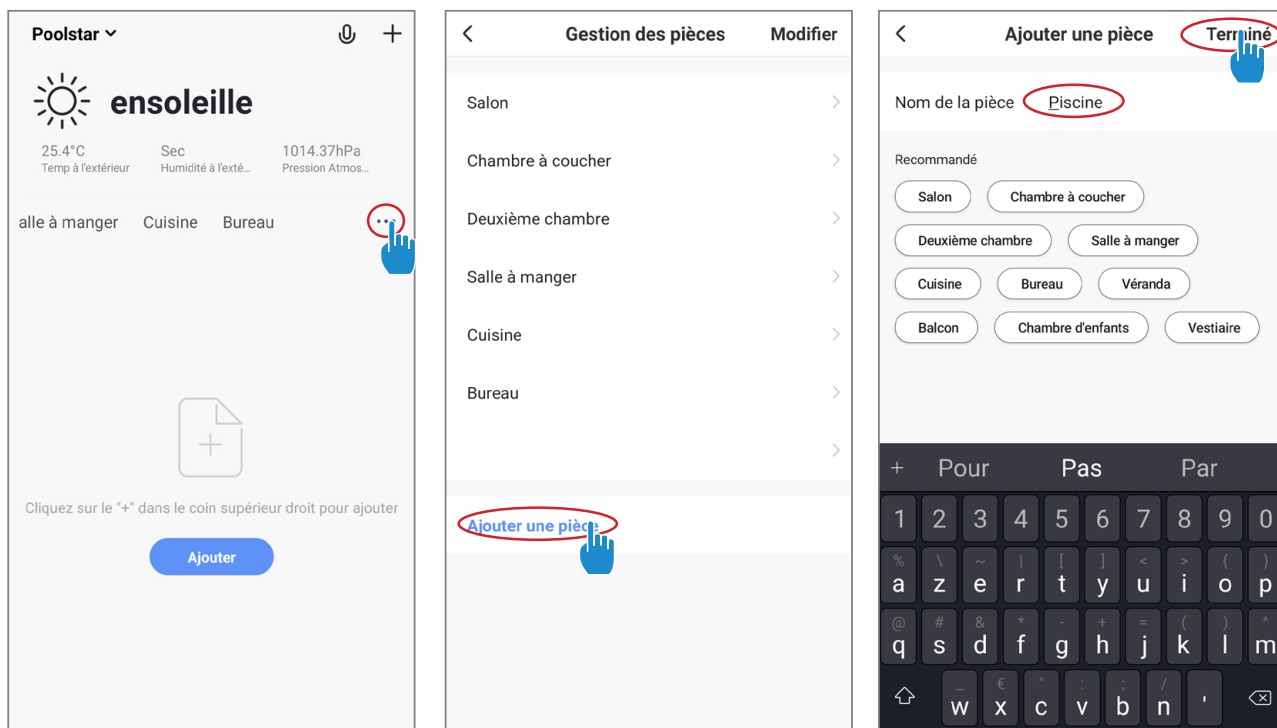 Poolstar
ensoleille
25.4°C Sec 1014.37hPa
Temp à l'extérieur Humidité à l'exté... Pression Atmos...
alle à manger Cuisine Bureau ...
Cliquez sur le "+" dans le coin supérieur droit pour ajouter
Ajouter
Gestion des pièces Modifier
Salon
Chambre à coucher
Deuxième chambre
Salle à manger
Cuisine
Bureau
Ajouter une pièce
Ajouter une pièce Terminé
Nom de la pièce Piscine
Recommandé
Salon Chambre à coucher
Deuxième chambre Salle à manger
Cuisine Bureau Véranda
Balcon Chambre d'enfants Vestiaire
+ Pour Pas Par
1 2 3 4 5 6 7 8 9 0
% \ ~ | [ ] < > { }
a z e r t y u i o p
@ # & * - + = ( ) ^
q s d f g h j k l m
_ € " : ; /
w x c v b n '